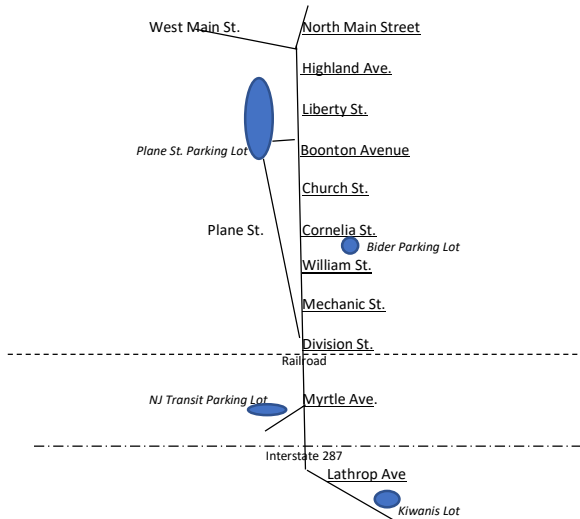 West Main St.
North Main Street
Highland Ave.
Liberty St.
Plane St. Parking Lot
Boonton Avenue
Church St.
Plane St.
Cornelia St.
Bider Parking Lot
William St.
Mechanic St.
Division St.
Railroad
NJ Transit Parking Lot
Myrtle Ave.
Interstate 287
Lathrop Ave
Kiwanis Lot